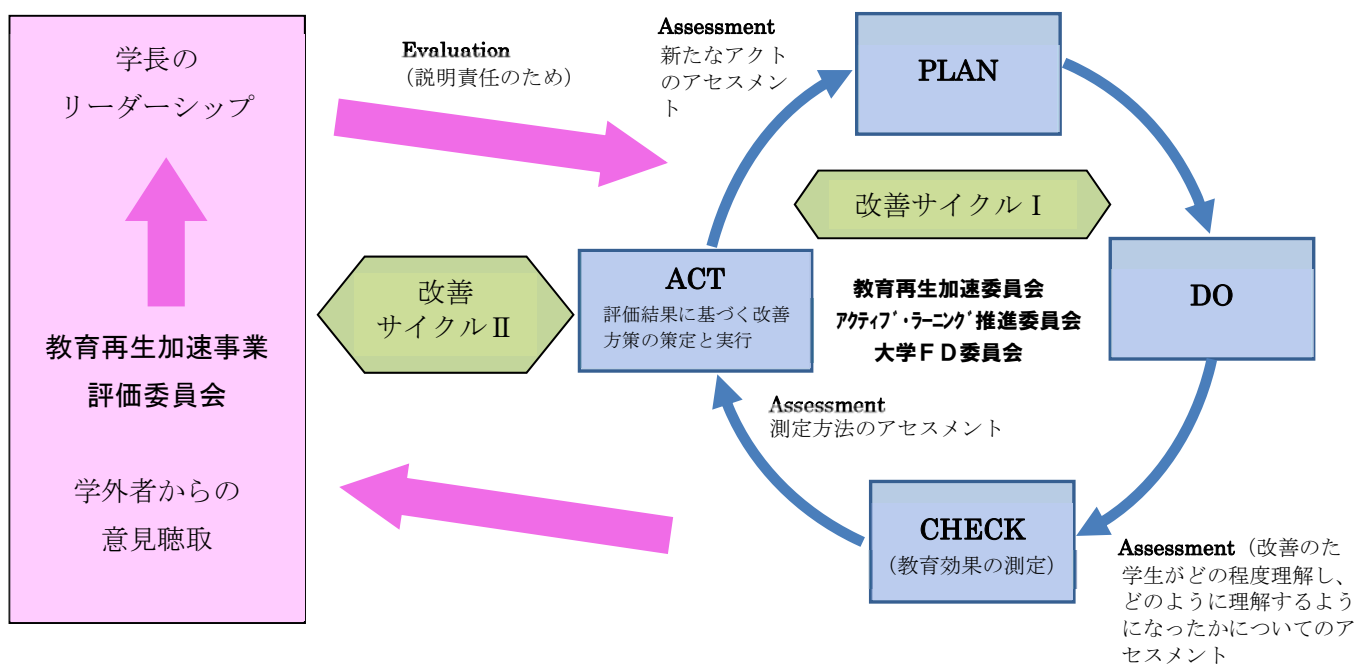 学長の
リーダーシップ
教育再生加速事業
評価委員会
学外者からの
意見聴取
Evaluation
（説明責任のため）
Assessment
新たなアクト
のアセスメン
ト
PLAN
改善サイクルⅠ
改善
サイクルⅡ
ACT
評価結果に基づく改善
方策の策定と実行
教育再生加速委員会
ｱｸﾃｨﾌﾞ・ﾗｰﾆﾝｸﾞ推進委員会
大学ＦＤ委員会
DO
Assessment
測定方法のアセスメント
CHECK
（教育効果の測定）
Assessment（改善のた
学生がどの程度理解し、
どのように理解するよう
になったかについてのア
セスメント